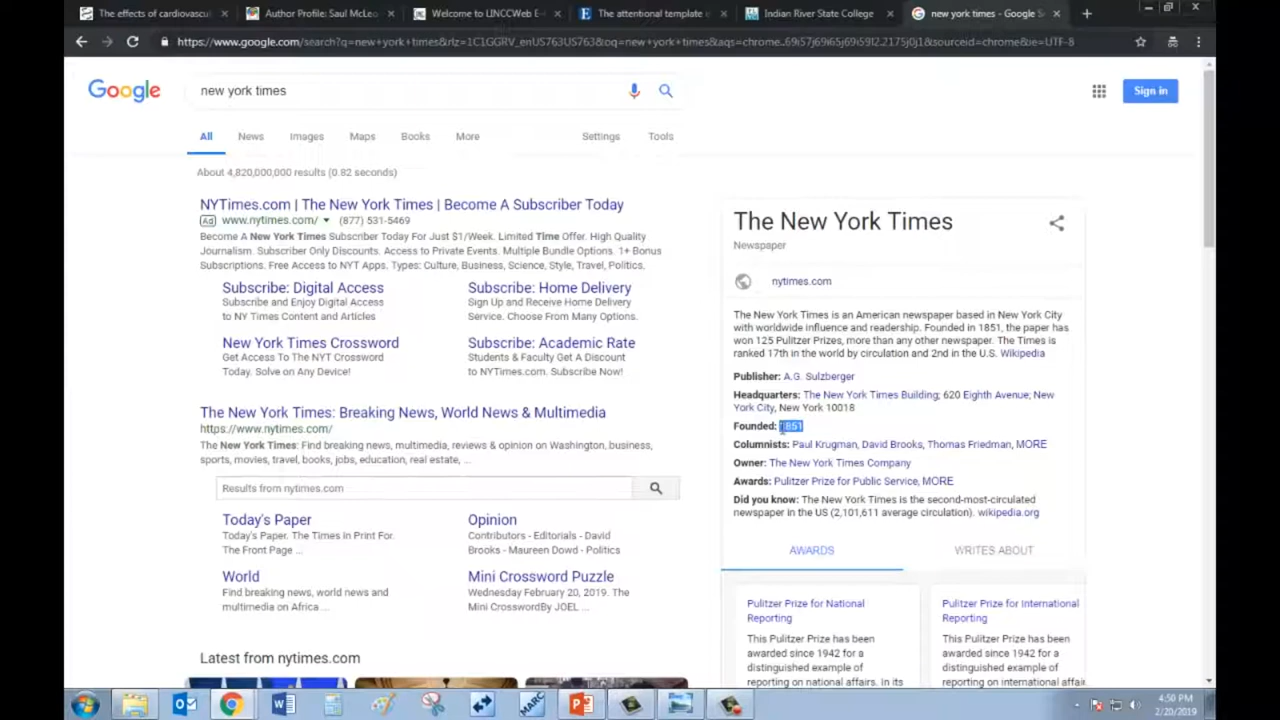 The effects of cardiovascul
Author Profile: Saul McLeo
Welcome to LINCCWeb E-
The attentional template
Indian River State College
new york times - Google S
https://www.google.com/search?q=new+york+times&rlz=1C1GGRV_enUS763US763&oq=new+york+times&aqs=chrome..69i57j69i65j69i59l2.2175j0j1&sourceid=chrome&ie=UTF-8
Google
new york times
Sign in
All News Images Maps Books More Settings Tools
About 4,820,000,000 results (0.82 seconds)
NYTimes.com | The New York Times | Become A Subscriber Today
Ad www.nytimes.com/ (877) 531-5469
Become A New York Times Subscriber Today For Just $1/Week. Limited Time Offer. High Quality
Journalism. Subscriber Only Discounts. Access to Private Events. Multiple Bundle Options. 1+ Bonus
Subscriptions. Free Access to NYT Apps. Types: Culture, Business, Science, Style, Travel, Politics.
Subscribe: Digital Access
Subscribe and Enjoy Digital Access
to NY Times Content and Articles
Subscribe: Home Delivery
Sign Up and Receive Home Delivery
Service. Choose From Many Options.
New York Times Crossword
Get Access To The NYT Crossword
Today. Solve on Any Device!
Subscribe: Academic Rate
Students & Faculty Get A Discount
to NYTimes.com. Subscribe Now!
The New York Times: Breaking News, World News & Multimedia
https://www.nytimes.com/
The New York Times: Find breaking news, multimedia, reviews & opinion on Washington, business,
sports, movies, travel, books, jobs, education, real estate, ...
Results from nytimes.com
Today's Paper
Today's Paper. The Times in Print For.
The Front Page ...
Opinion
Contributors - Editorials - David
Brooks - Maureen Dowd - Politics
World
Find breaking news, world news and
multimedia on Africa ...
Mini Crossword Puzzle
Wednesday February 20, 2019. The
Mini CrosswordBy JOEL ...
Latest from nytimes.com
The New York Times
Newspaper
nytimes.com
The New York Times is an American newspaper based in New York City
with worldwide influence and readership. Founded in 1851, the paper has
won 125 Pulitzer Prizes, more than any other newspaper. The Times is
ranked 17th in the world by circulation and 2nd in the U.S. Wikipedia
Publisher: A.G. Sulzberger
Headquarters: The New York Times Building; 620 Eighth Avenue; New
York City, New York 10018
Founded: 1851
Columnists: Paul Krugman, David Brooks, Thomas Friedman, MORE
Owner: The New York Times Company
Awards: Pulitzer Prize for Public Service, MORE
Did you know: The New York Times is the second-most-circulated
newspaper in the US (2,101,611 average circulation). wikipedia.org
AWARDS WRITES ABOUT
Pulitzer Prize for National
Reporting
This Pulitzer Prize has been
awarded since 1942 for a
distinguished example of
reporting on national affairs. In its
Pulitzer Prize for International
Reporting
This Pulitzer Prize has been
awarded since 1942 for a
distinguished example of
reporting on international affair
MARC
4:50 PM
2/20/2019